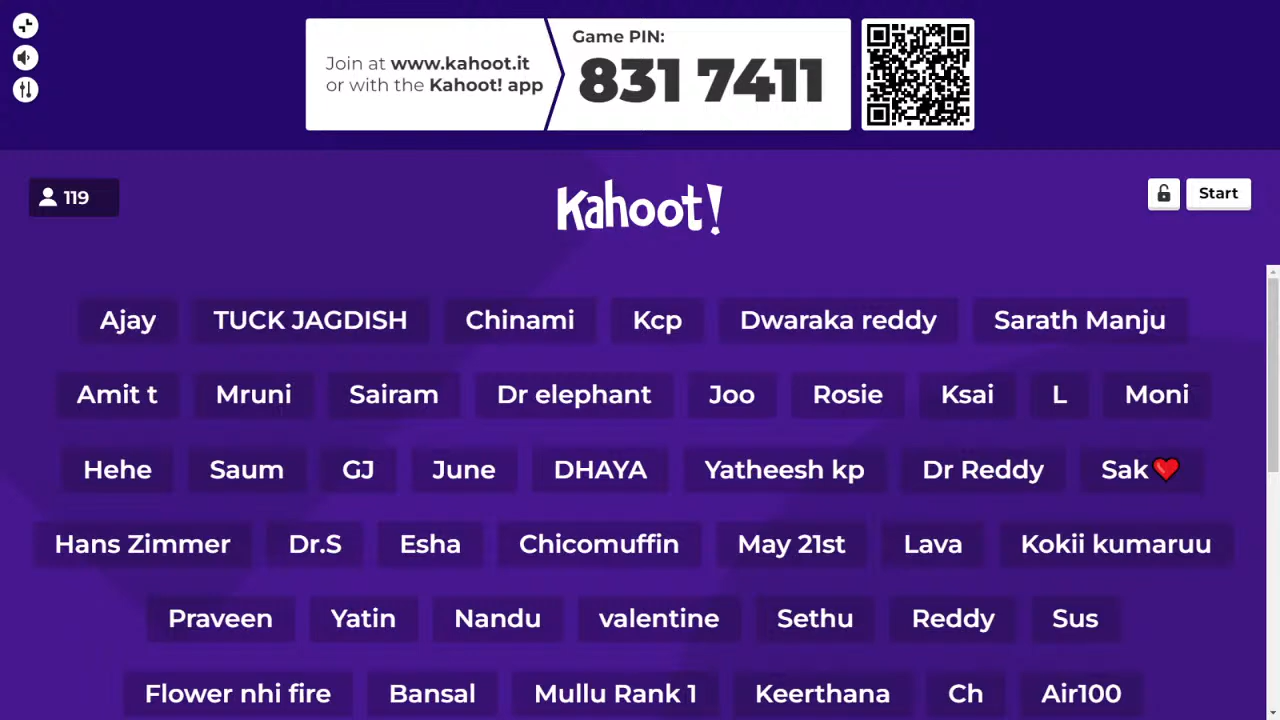 Join at www.kahoot.it
or with the Kahoot! app
Game PIN:
831 7411
119
Kahoot!
Start
Ajay TUCK JAGDISH Chinami Kcp Dwaraka reddy Sarath Manju
Amit t Mruni Sairam Dr elephant Joo Rosie Ksai L Moni
Hehe Saum GJ June DHAYA Yatheesh kp Dr Reddy Sak❤️
Hans Zimmer Dr.S Esha Chicomuffin May 21st Lava Kokii kumaruu
Praveen Yatin Nandu valentine Sethu Reddy Sus
Flower nhi fire Bansal Mullu Rank 1 Keerthana Ch Air100